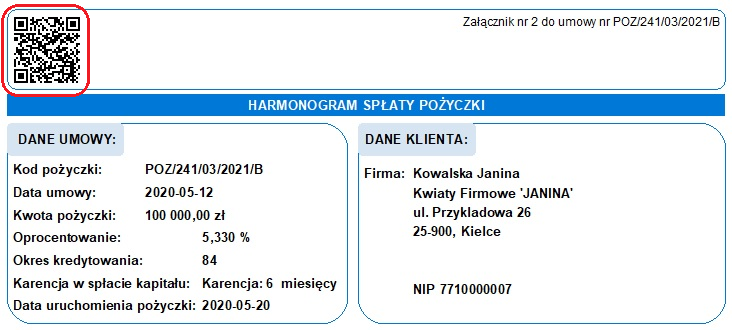 Załącznik nr 2 do umowy nr POZ/241/03/2021/B
HARMONOGRAM SPŁATY POŻYCZKI
DANE UMOWY:
Kod pożyczki: POZ/241/03/2021/B
Data umowy: 2020-05-12
Kwota pożyczki: 100 000,00 zł
Oprocentowanie: 5,330 %
Okres kredytowania: 84
Karencja w spłacie kapitału: Karencja: 6 miesięcy
Data uruchomienia pożyczki: 2020-05-20
DANE KLIENTA:
Firma: Kowalska Janina
Kwiaty Firmowe 'JANINA'
ul. Przykladowa 26
25-900, Kielce
NIP 7710000007